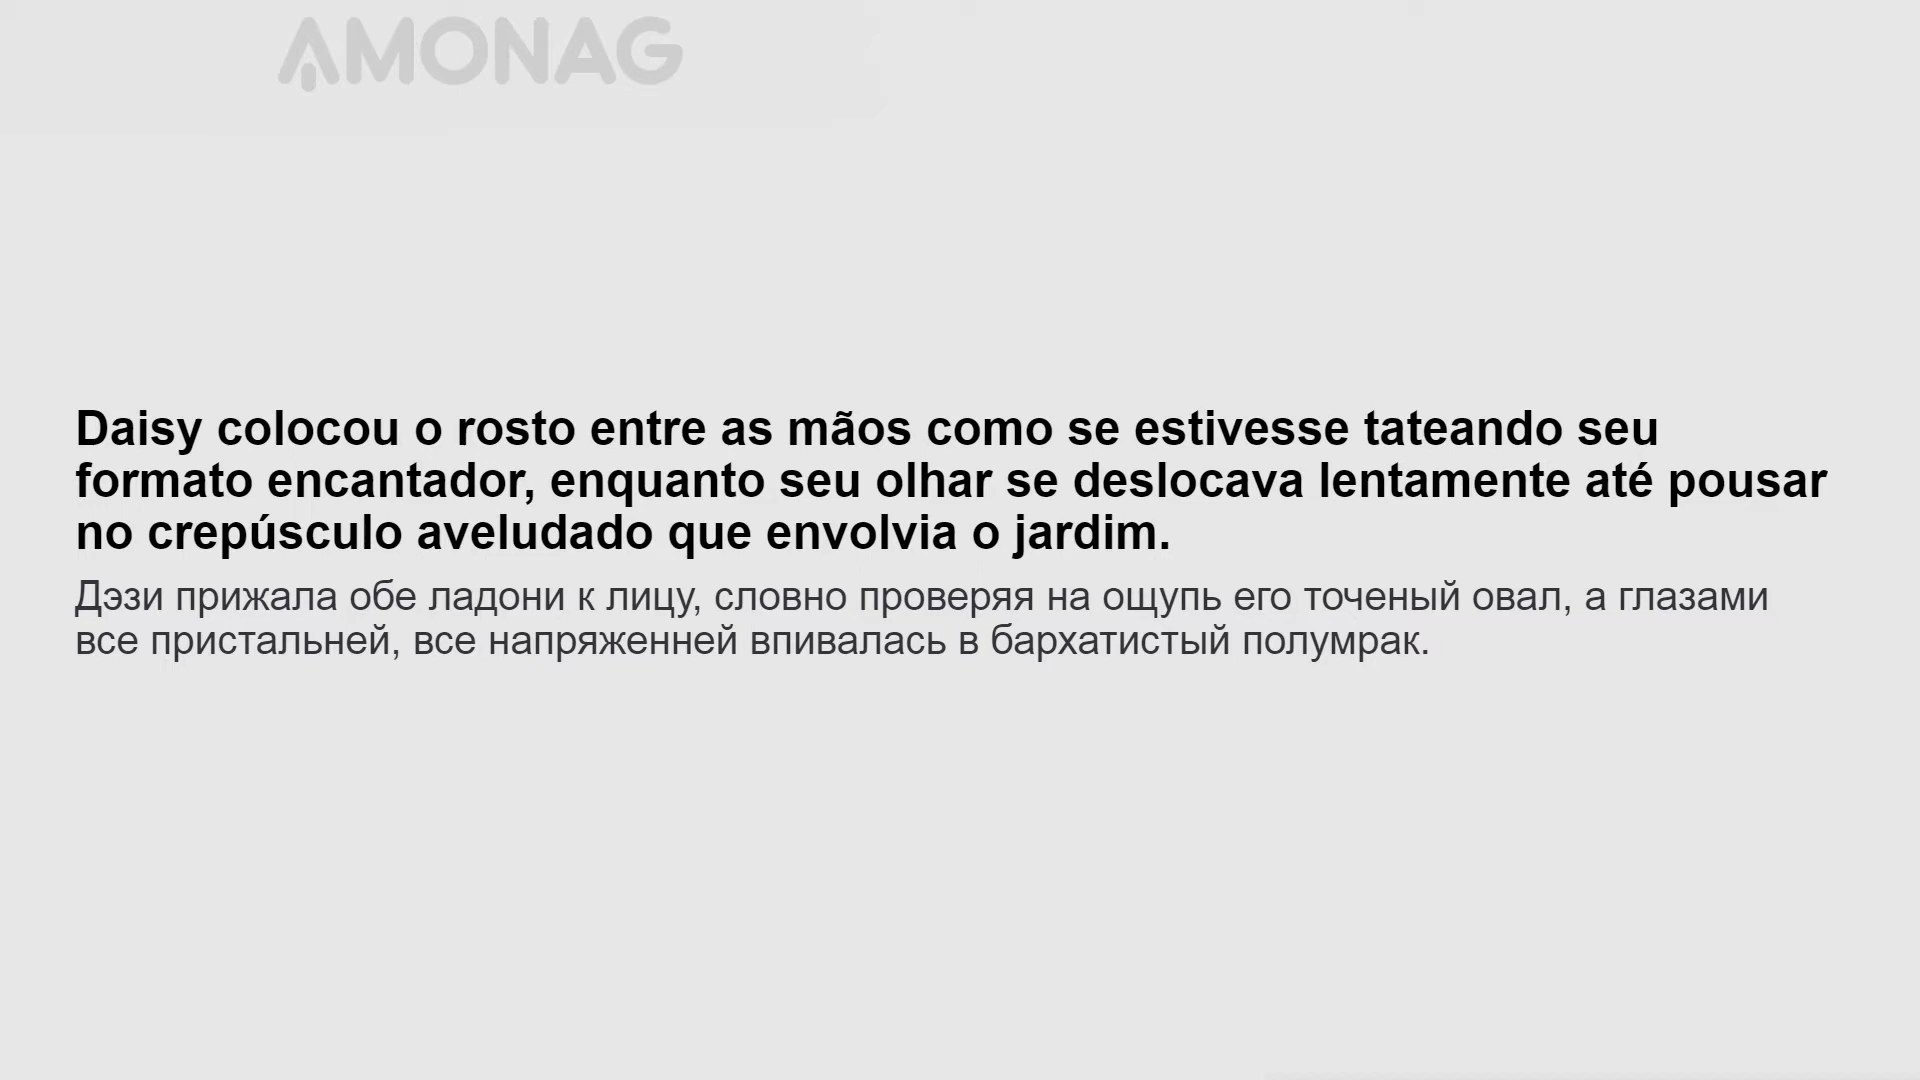 AMONAG
Daisy colocou o rosto entre as mãos como se estivesse tateando seu
formato encantador, enquanto seu olhar se deslocava lentamente até pousar
no crepúsculo aveludado que envolvia o jardim.
Дэзи прижала обе ладони к лицу, словно проверяя на ощупь его точеный овал, а глазами
все пристальней, все напряженней впивалась в бархатистый полумрак.